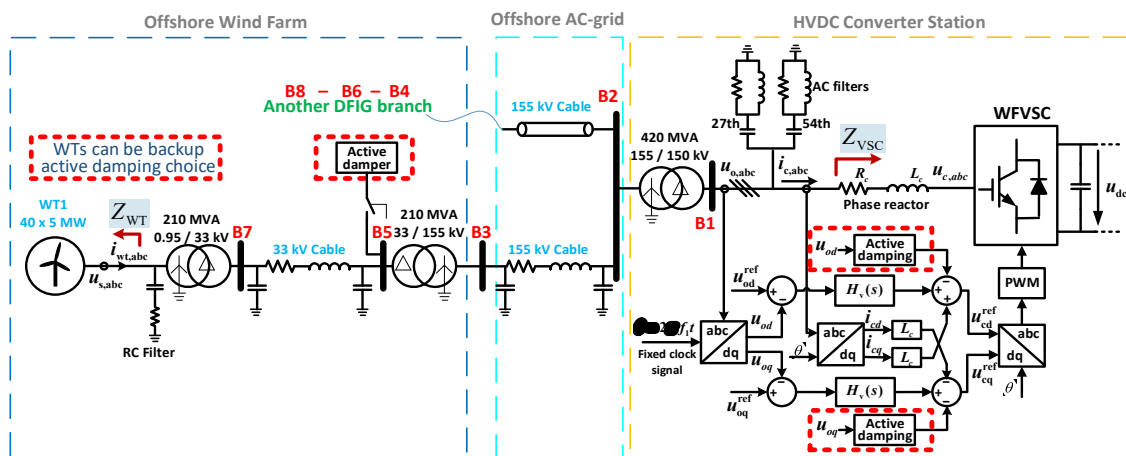 Offshore Wind Farm
Offshore AC-grid
HVDC Converter Station
B8 – B6 – B4
Another DFIG branch
155 kV Cable
B2
AC filters
27th
54th
WTs can be backup
active damping choice
Active
damper
420 MVA
155 / 150 kV
u_o,abc
i_c,abc
Z_VSC
R_c
L_c
u_c,abc
WFVSC
u_dc
Phase reactor
B1
WT1
40 x 5 MW
Z_WT
i_wt,abc
u_s,abc
210 MVA
0.95 / 33 kV
B7
33 kV Cable
B5
210 MVA
33 / 155 kV
B3
155 kV Cable
RC Filter
u_od
Active
damping
u_od^ref
H_v(s)
PWM
f_1 t
Fixed clock
signal
abc
dq
u_od
u_oq
θ
abc
dq
i_cd
i_cq
L_c
L_c
u_cd^ref
u_cq^ref
abc
dq
θ
u_oq^ref
H_v(s)
u_oq
Active
damping